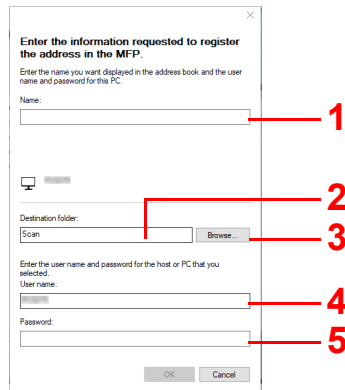 Enter the information requested to register
the address in the MFP.
Enter the name you want displayed in the address book and the user
name and password for this PC.
Name:
1
2
Destination folder:
Scan
Browse...
3
Enter the user name and password for the host or PC that you
selected.
User name:
4
Password:
5
OK
Cancel